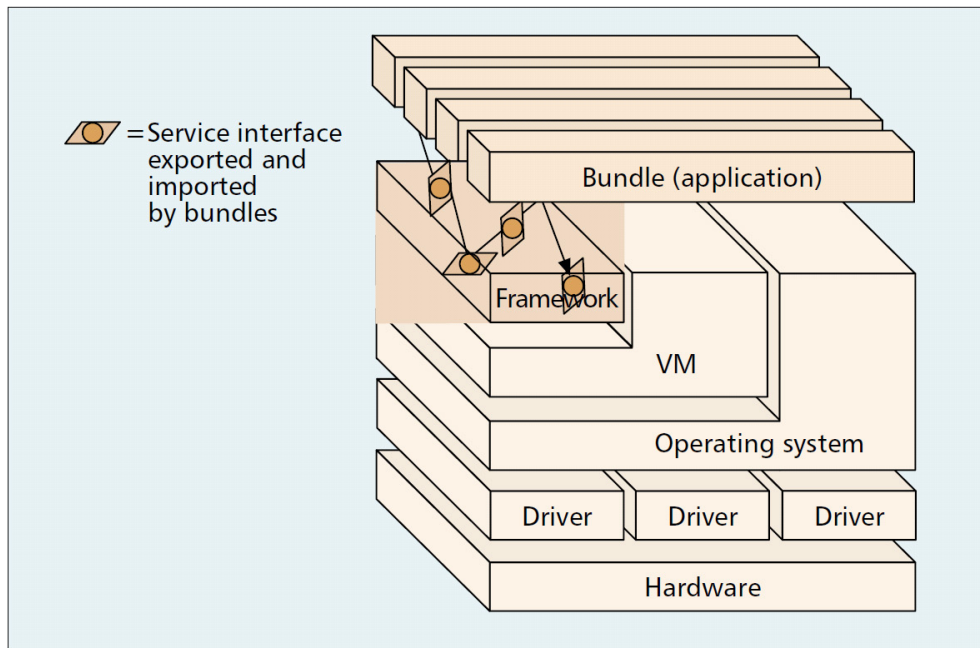 = Service interface
exported and
imported
by bundles
Bundle (application)
Framework
VM
Operating system
Driver
Driver
Driver
Hardware